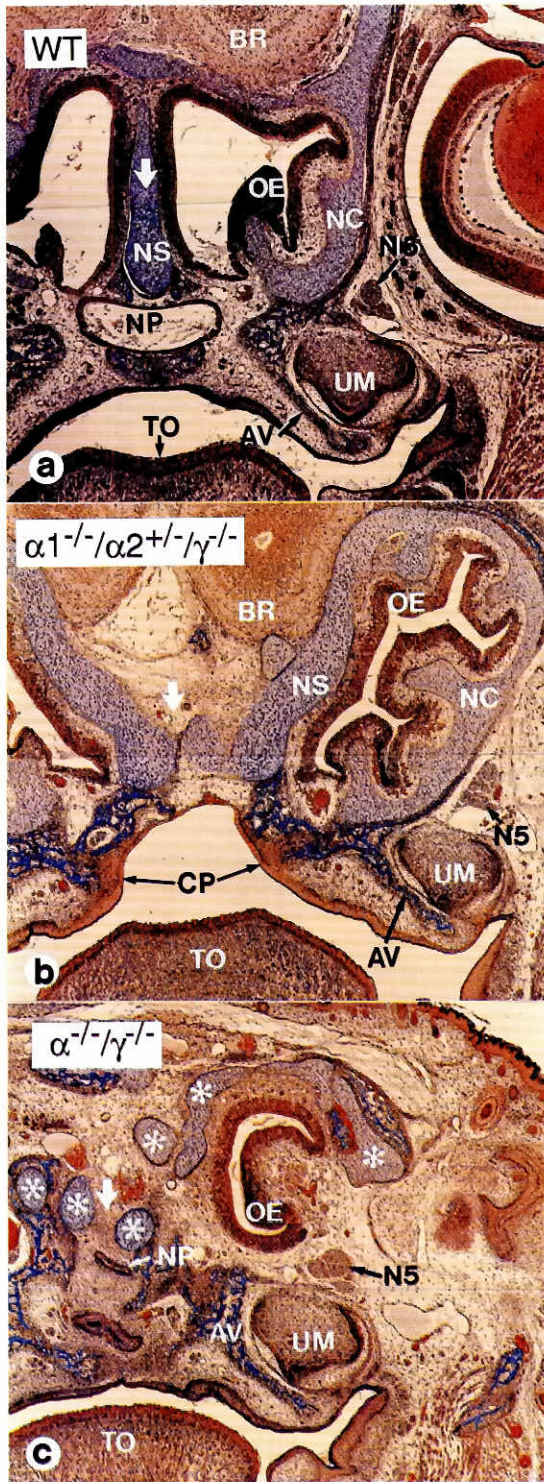 WT
BR
OE
NS
NC
N5
NP
UM
AV
TO
a
α1-/-/α2+/-/γ-/-
BR
OE
NS
NC
N5
CP
UM
AV
TO
b
α-/-/γ-/-
*
*
*
*
*
*
OE
NP
N5
AV
UM
TO
c